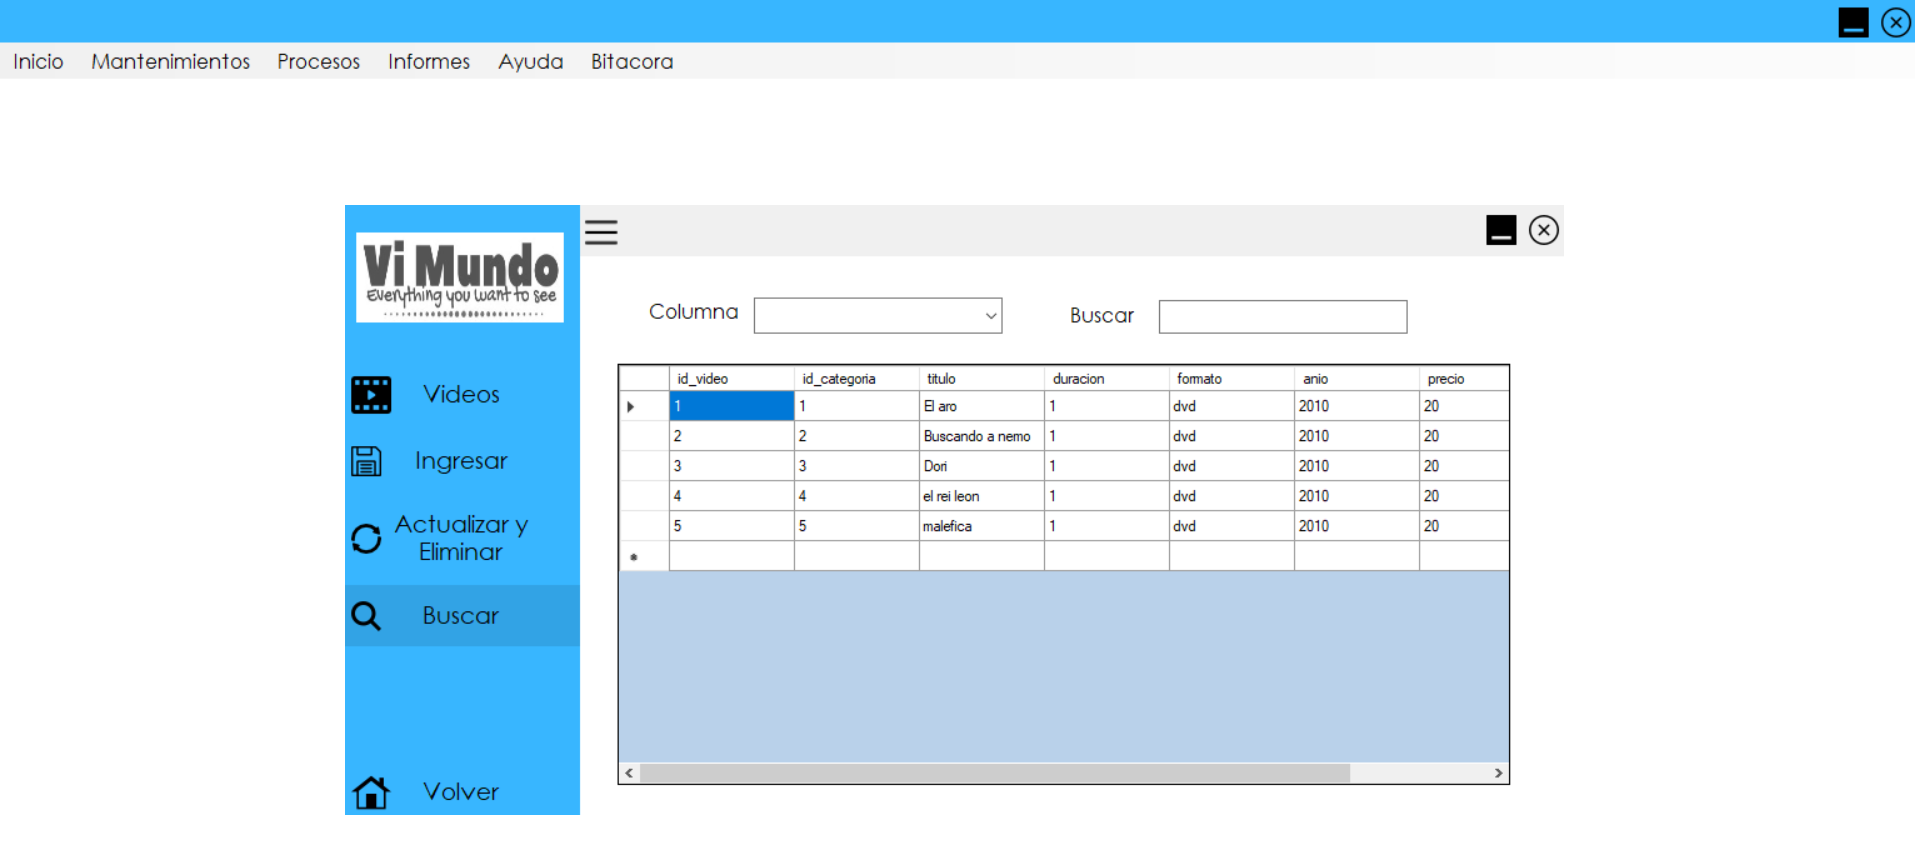 Inicio Mantenimientos Procesos Informes Ayuda Bitacora
Vi Mundo
Everything you want to see
Videos
Ingresar
Actualizar y
Eliminar
Buscar
Volver
Columna Buscar
id_video id_categoria titulo duracion formato anio precio
1 1 El aro 1 dvd 2010 20
2 2 Buscando a nemo 1 dvd 2010 20
3 3 Dori 1 dvd 2010 20
4 4 el rei leon 1 dvd 2010 20
5 5 malefica 1 dvd 2010 20